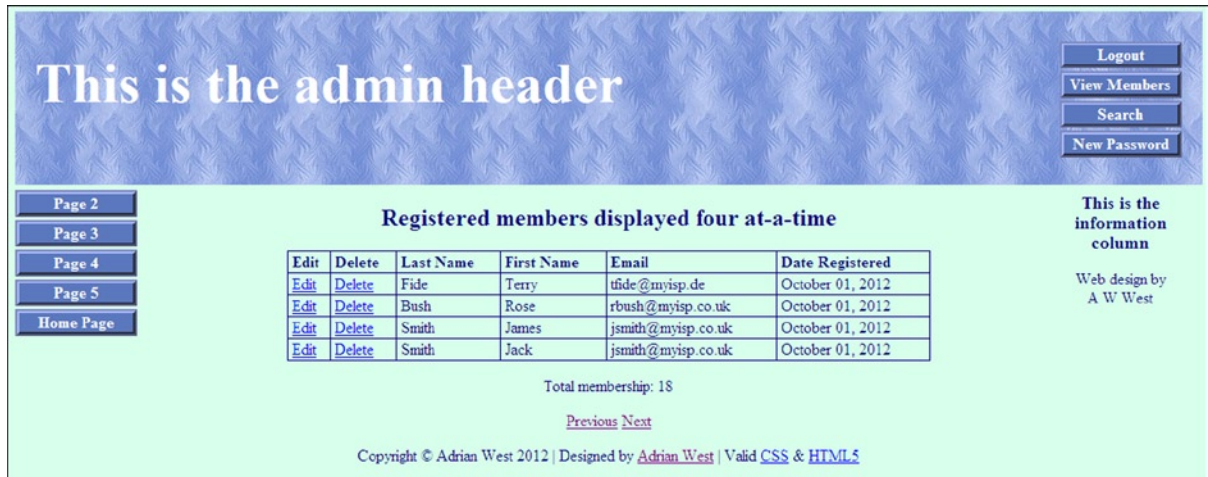 This is the admin header
Logout
View Members
Search
New Password
Page 2
Page 3
Page 4
Page 5
Home Page
Registered members displayed four at-a-time
Edit Delete Last Name First Name Email Date Registered
Edit Delete Fide Terry tfide@myisp.de October 01, 2012
Edit Delete Bush Rose rbush@myisp.co.uk October 01, 2012
Edit Delete Smith James jsmith@myisp.co.uk October 01, 2012
Edit Delete Smith Jack jsmith@myisp.co.uk October 01, 2012
Total membership: 18
Previous Next
This is the
information
column
Web design by
A W West
Copyright © Adrian West 2012 | Designed by Adrian West | Valid CSS & HTML5